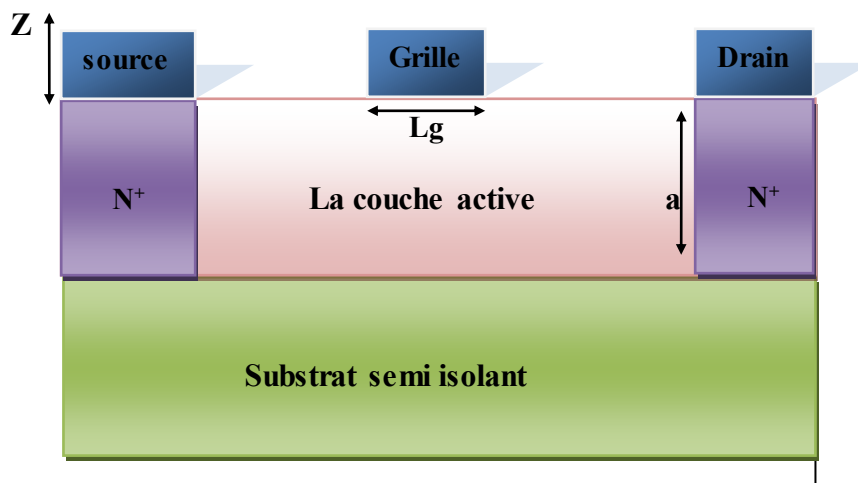 Z
source
Grille
Drain
Lg
N⁺
La couche active
a
N⁺
Substrat semi isolant